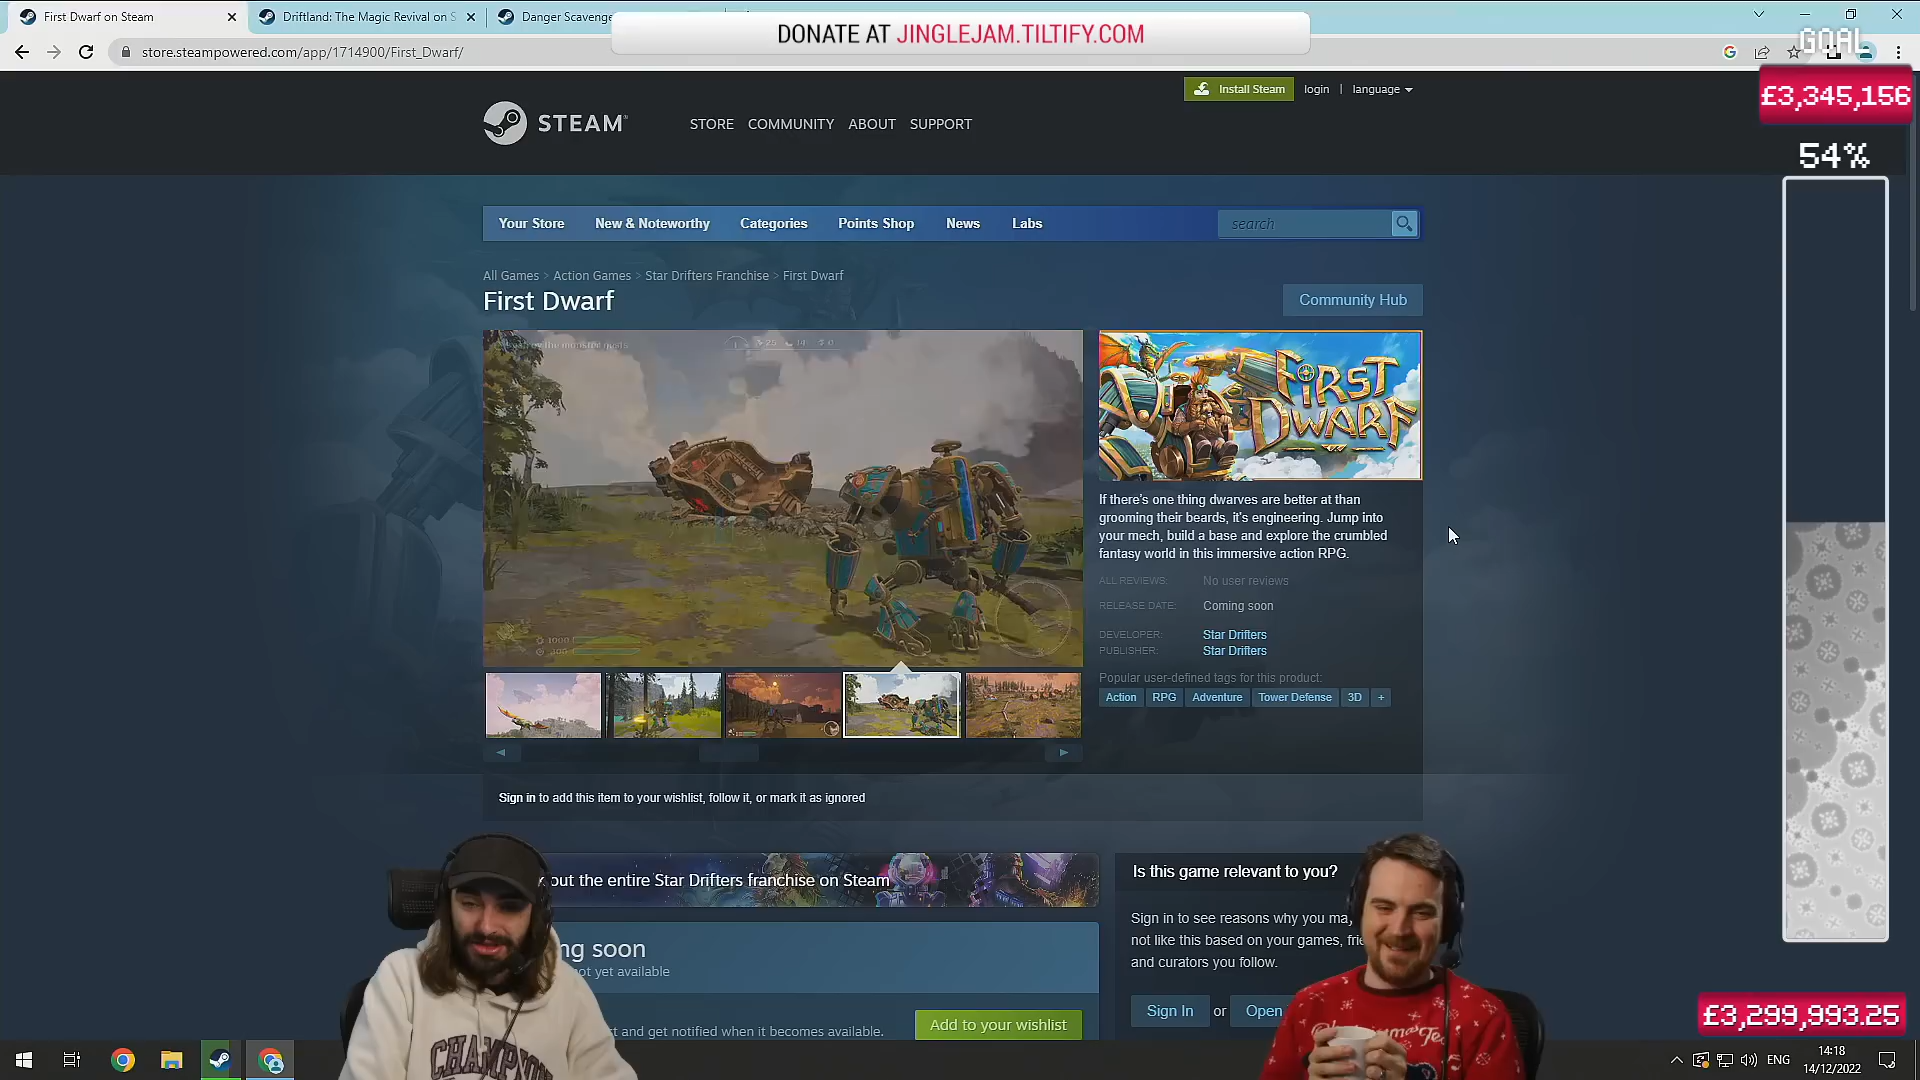 First Dwarf on Steam
Driftland: The Magic Revival on S
Danger Scavenge
DONATE AT JINGLEJAM.TILTIFY.COM
store.steampowered.com/app/1714900/First_Dwarf/
GOAL
£3,345,156
54%
Install Steam
login
|
language
STEAM
STORE
COMMUNITY
ABOUT
SUPPORT
Your Store
New & Noteworthy
Categories
Points Shop
News
Labs
search
All Games > Action Games > Star Drifters Franchise > First Dwarf
First Dwarf
Community Hub
FIRST
DWARF
If there's one thing dwarves are better at than
grooming their beards, it's engineering. Jump into
your mech, build a base and explore the crumbled
fantasy world in this immersive action RPG.
ALL REVIEWS: No user reviews
RELEASE DATE: Coming soon
DEVELOPER: Star Drifters
PUBLISHER: Star Drifters
Popular user-defined tags for this product:
Action
RPG
Adventure
Tower Defense
3D
+
Sign in to add this item to your wishlist, follow it, or mark it as ignored
out the entire Star Drifters franchise on Steam
Is this game relevant to you?
Sign in to see reasons why you ma
not like this based on your games, frie
and curators you follow.
Sign In or Open
ng soon
not yet available
t and get notified when it becomes available.
Add to your wishlist
CHAMPION
£3,299,993.25
ENG
14:18
14/12/2022